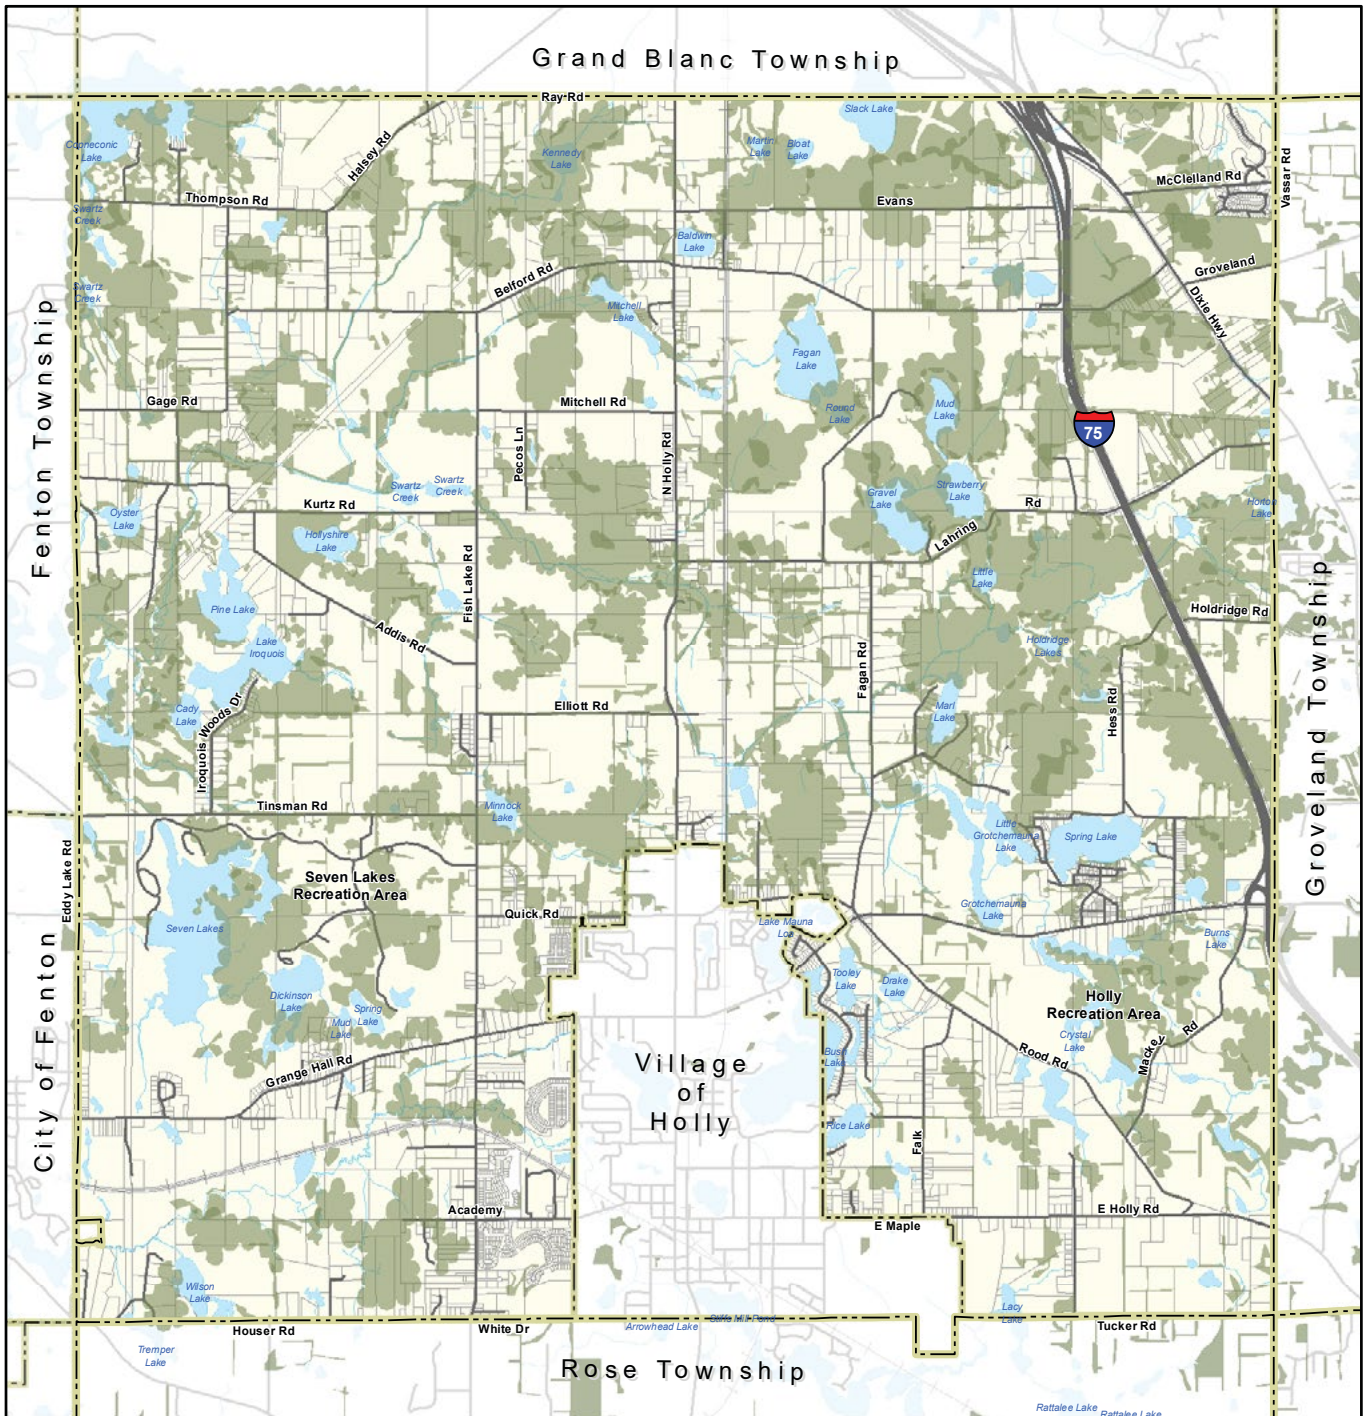 Grand Blanc Township
Ray Rd
Slack Lake
Halsey Rd
Martin
Lake
Bloat
Lake
Kennedy
Lake
Lake
Vassar Rd
McClelland Rd
Thompson Rd
Evans
Swartz
Creek
Baldwin
Lake
Groveland
Belford Rd
Swartz
Creek
Mitchell
Lake
Dixie Hwy
Fenton Township
Fagan
Lake
Gage Rd
Mitchell Rd
Round
Lake
Mud
Lake
75
Pecos Ln
N Holly Rd
Swartz
Creek
Swartz
Creek
Strawberry
Lake
Gravel
Lake
Rd
Kurtz Rd
Horton
Lake
Oyster
Lake
Hollyshire
Lake
Lahring
Fish Lake Rd
Little
Lake
Pine Lake
Holdridge Rd
Addis Rd
Lake
Iroquois
Holdridge
Lakes
Fagan Rd
Groveland Township
Hess Rd
Cady
Lake
Iroquois Woods Dr
Elliott Rd
Marl
Lake
Tinsman Rd
Minnock
Lake
Little
Grotchemauna
Lake
Spring Lake
Eddy Lake Rd
Seven Lakes
Recreation Area
Quick Rd
Grotchemauna
Lake
Seven Lakes
Lake Mauna
Loa
Burns
Lake
City of Fenton
Tooley
Lake
Drake
Lake
Dickinson
Lake
Spring
Lake
Mud
Lake
Holly
Recreation Area
Crystal
Lake
Mackey Rd
Rood Rd
Bush
Lake
Grange Hall Rd
Village
of
Holly
Rice Lake
Falk
Academy
E Holly Rd
E Maple
Wilson
Lake
Lacy
Lake
Houser Rd
White Dr
Arrowhead Lake
Stiffs Mill Pond
Tucker Rd
Tremper
Lake
Rose Township
Rattalee Lake
Rattalee Lake